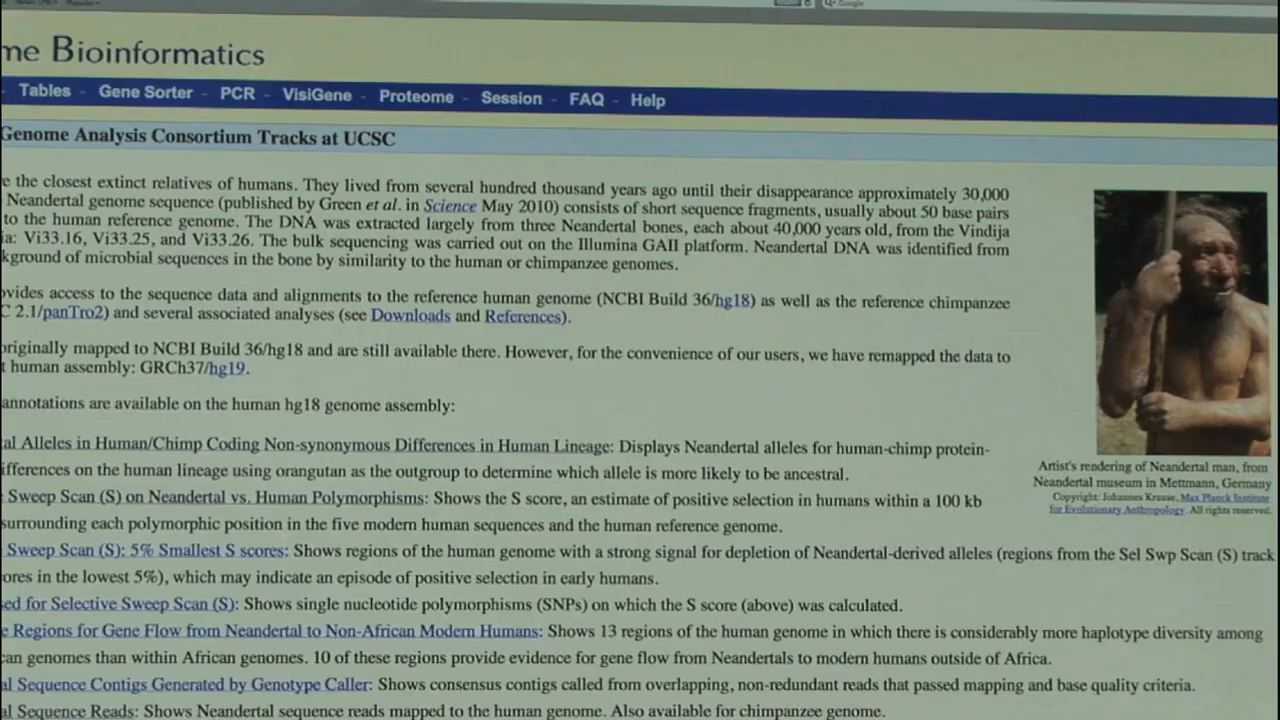 me Bioinformatics
- Tables - Gene Sorter - PCR - VisiGene - Proteome - Session - FAQ - Help
Genome Analysis Consortium Tracks at UCSC
e the closest extinct relatives of humans. They lived from several hundred thousand years ago until their disappearance approximately 30,000
Neandertal genome sequence (published by Green et al. in Science May 2010) consists of short sequence fragments, usually about 50 base pairs
to the human reference genome. The DNA was extracted largely from three Neandertal bones, each about 40,000 years old, from the Vindija
ia: Vi33.16, Vi33.25, and Vi33.26. The bulk sequencing was carried out on the Illumina GAII platform. Neandertal DNA was identified from
kground of microbial sequences in the bone by similarity to the human or chimpanzee genomes.
ovides access to the sequence data and alignments to the reference human genome (NCBI Build 36/hg18) as well as the reference chimpanzee
C 2.1/panTro2) and several associated analyses (see Downloads and References).
originally mapped to NCBI Build 36/hg18 and are still available there. However, for the convenience of our users, we have remapped the data to
t human assembly: GRCh37/hg19.
annotations are available on the human hg18 genome assembly:
al Alleles in Human/Chimp Coding Non-synonymous Differences in Human Lineage: Displays Neandertal alleles for human-chimp protein-
ifferences on the human lineage using orangutan as the outgroup to determine which allele is more likely to be ancestral.
Sweep Scan (S) on Neandertal vs. Human Polymorphisms: Shows the S score, an estimate of positive selection in humans within a 100 kb
surrounding each polymorphic position in the five modern human sequences and the human reference genome.
Sweep Scan (S): 5% Smallest S scores: Shows regions of the human genome with a strong signal for depletion of Neandertal-derived alleles (regions from the Sel Swp Scan (S) track
ores in the lowest 5%), which may indicate an episode of positive selection in early humans.
sed for Selective Sweep Scan (S): Shows single nucleotide polymorphisms (SNPs) on which the S score (above) was calculated.
e Regions for Gene Flow from Neandertal to Non-African Modern Humans: Shows 13 regions of the human genome in which there is considerably more haplotype diversity among
can genomes than within African genomes. 10 of these regions provide evidence for gene flow from Neandertals to modern humans outside of Africa.
al Sequence Contigs Generated by Genotype Caller: Shows consensus contigs called from overlapping, non-redundant reads that passed mapping and base quality criteria.
al Sequence Reads: Shows Neandertal sequence reads mapped to the human genome. Also available for chimpanzee genome.
Artist's rendering of Neandertal man, from
Neandertal museum in Mettmann, Germany
Copyright: Johannes Krause, Max Planck Institute
for Evolutionary Anthropology. All rights reserved.